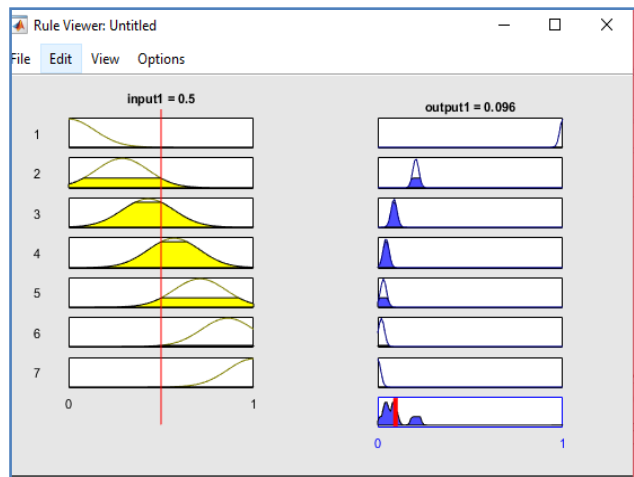 Rule Viewer: Untitled
File Edit View Options
input1 = 0.5
output1 = 0.096
1
2
3
4
5
6
7
0 1
0 1